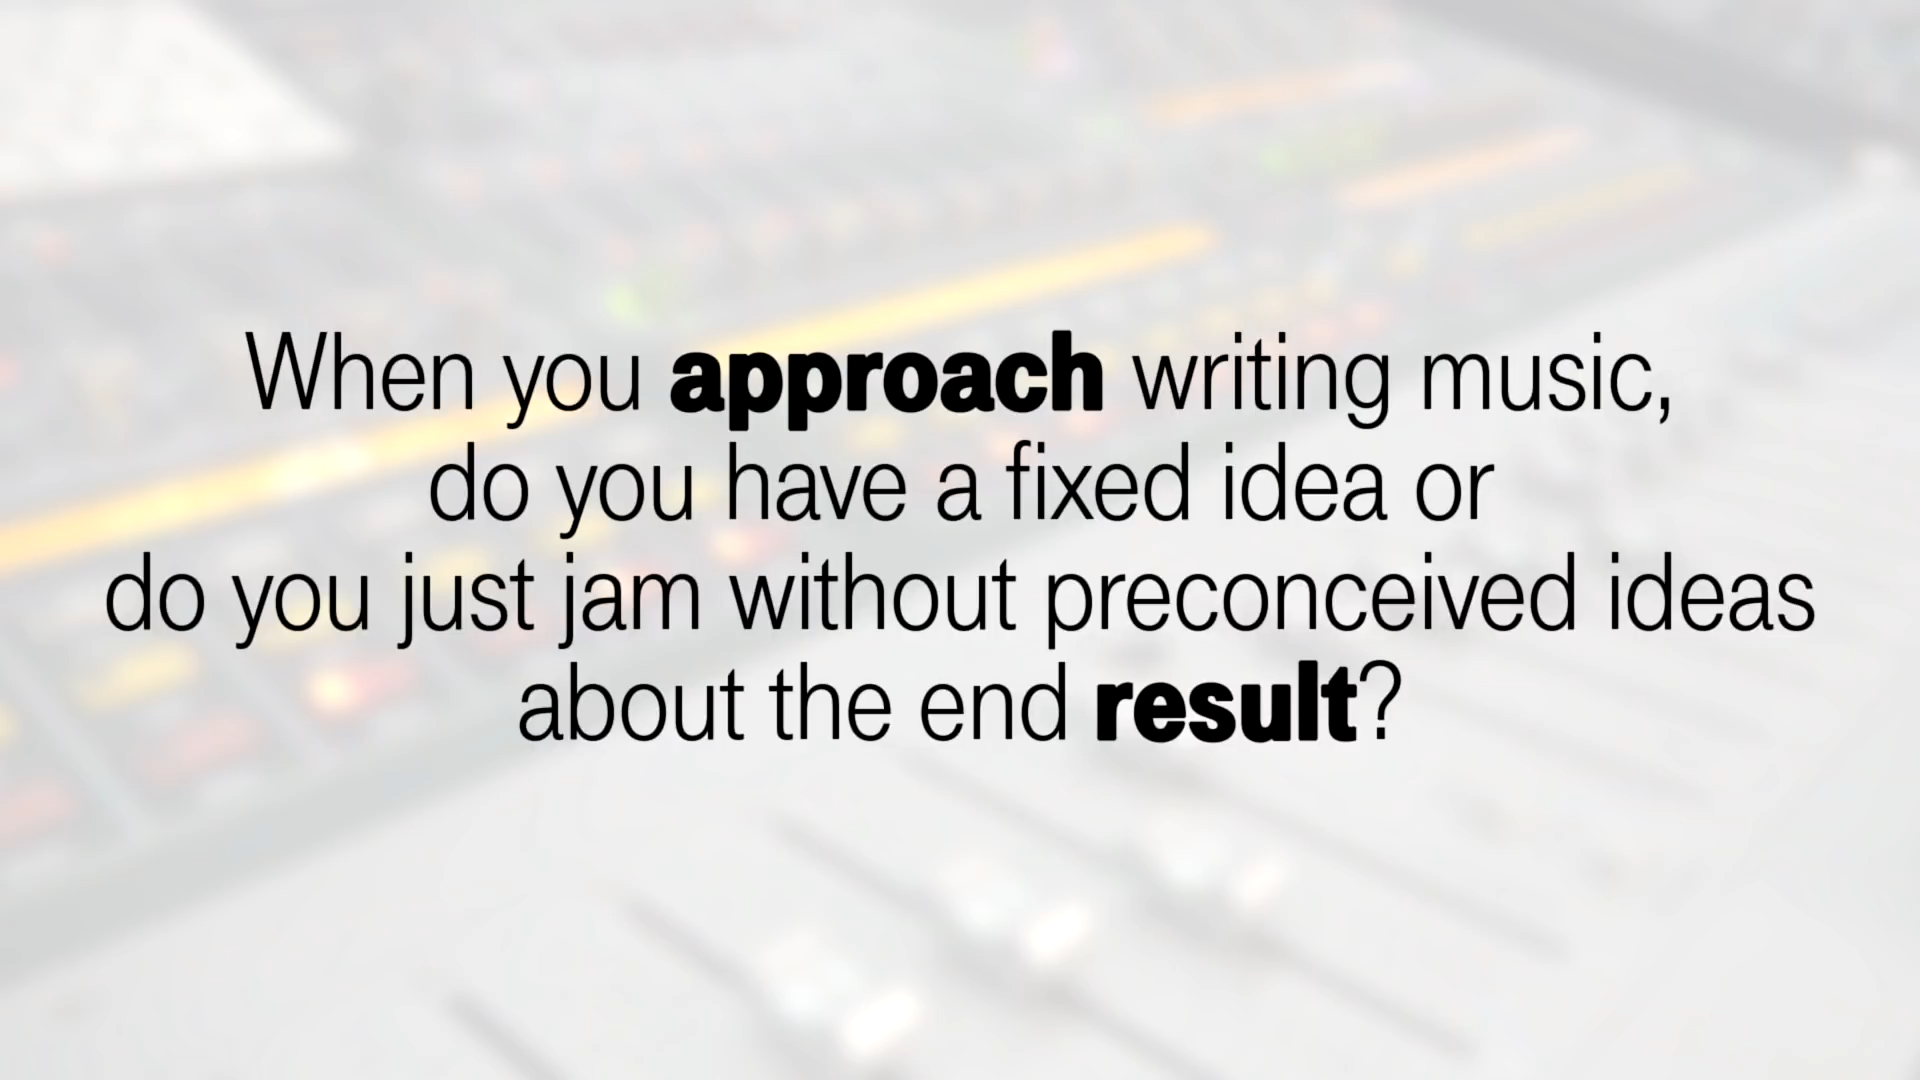 When you approach writing music,
do you have a fixed idea or
do you just jam without preconceived ideas
about the end result?